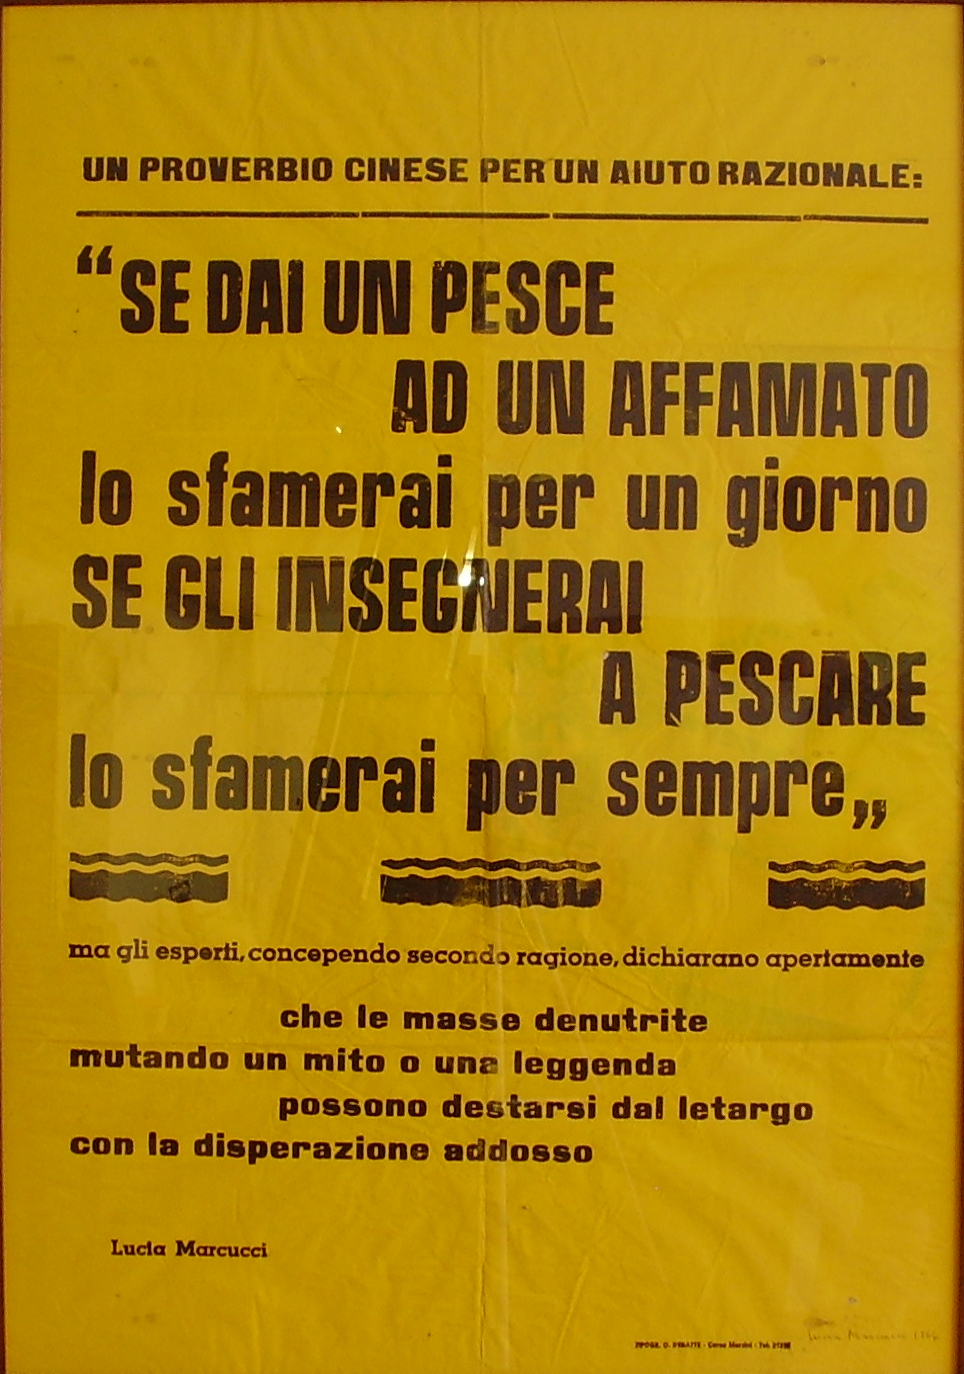 UN PROVERBIO CINESE PER UN AIUTO RAZIONALE:
“SE DAI UN PESCE
AD UN AFFAMATO
lo sfamerai per un giorno
SE GLI INSEGNERAI
A PESCARE
lo sfamerai per sempre„
ma gli esperti, concependo secondo ragione, dichiarano apertamente
che le masse denutrite
mutando un mito o una leggenda
possono destarsi dal letargo
con la disperazione addosso
Lucia Marcucci